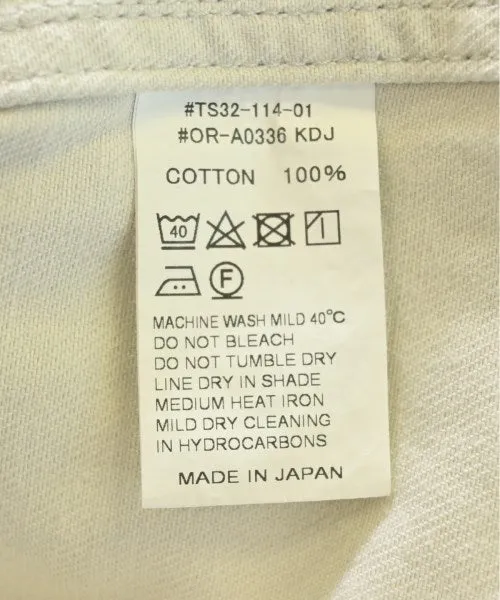 #TS32-114-01
#OR-A0336 KDJ
COTTON 100%
40
F
MACHINE WASH MILD 40°C
DO NOT BLEACH
DO NOT TUMBLE DRY
LINE DRY IN SHADE
MEDIUM HEAT IRON
MILD DRY CLEANING
IN HYDROCARBONS
MADE IN JAPAN